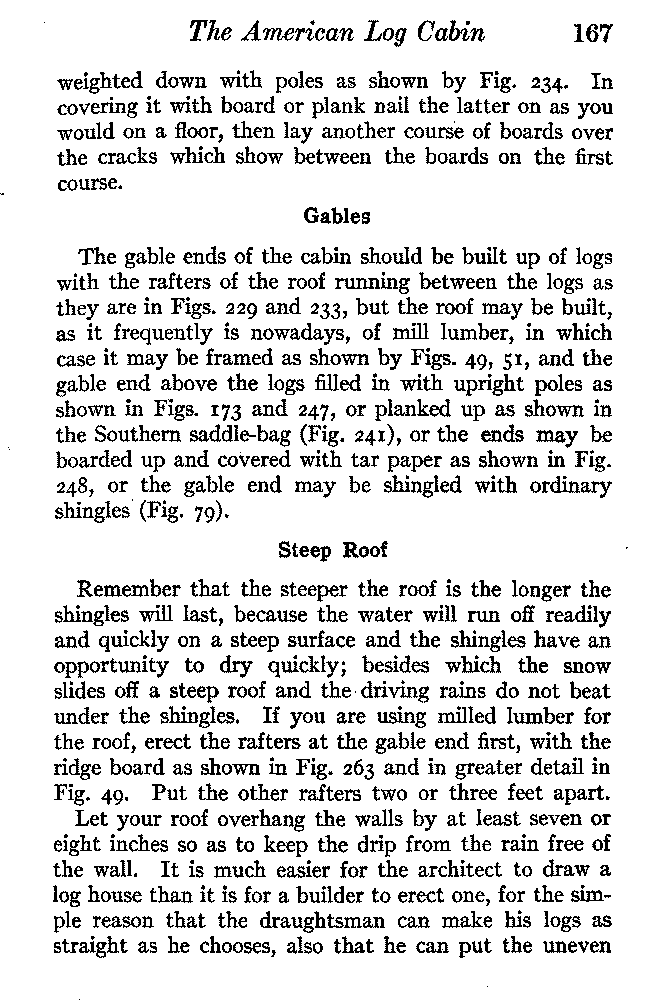 The American Log Cabin 167
weighted down with poles as shown by Fig. 234. In
covering it with board or plank nail the latter on as you
would on a floor, then lay another course of boards over
the cracks which show between the boards on the first
course.
Gables
The gable ends of the cabin should be built up of logs
with the rafters of the roof running between the logs as
they are in Figs. 229 and 233, but the roof may be built,
as it frequently is nowadays, of mill lumber, in which
case it may be framed as shown by Figs. 49, 51, and the
gable end above the logs filled in with upright poles as
shown in Figs. 173 and 247, or planked up as shown in
the Southern saddle-bag (Fig. 241), or the ends may be
boarded up and covered with tar paper as shown in Fig.
248, or the gable end may be shingled with ordinary
shingles (Fig. 79).
Steep Roof
Remember that the steeper the roof is the longer the
shingles will last, because the water will run off readily
and quickly on a steep surface and the shingles have an
opportunity to dry quickly; besides which the snow
slides off a steep roof and the driving rains do not beat
under the shingles. If you are using milled lumber for
the roof, erect the rafters at the gable end first, with the
ridge board as shown in Fig. 263 and in greater detail in
Fig. 49. Put the other rafters two or three feet apart.
Let your roof overhang the walls by at least seven or
eight inches so as to keep the drip from the rain free of
the wall. It is much easier for the architect to draw a
log house than it is for a builder to erect one, for the sim-
ple reason that the draughtsman can make his logs as
straight as he chooses, also that he can put the uneven